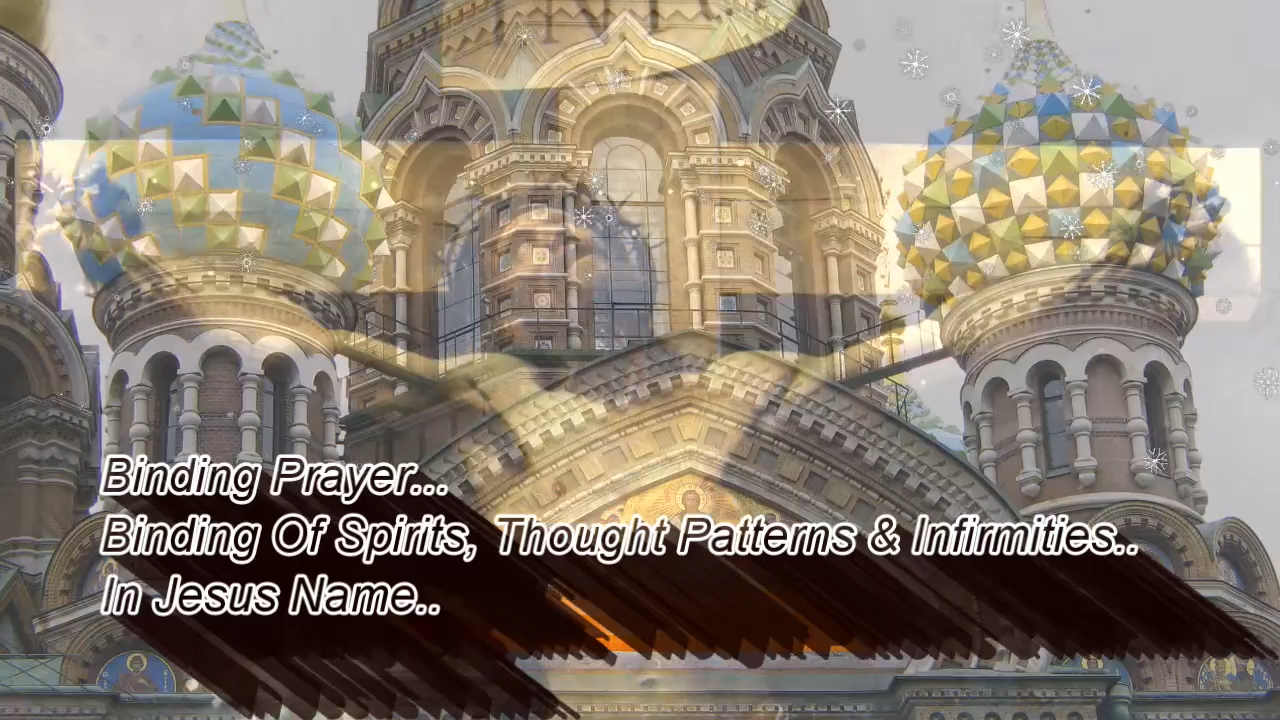 Binding Prayer...
Binding Of Spirits, Thought Patterns & Infirmities..
In Jesus Name..